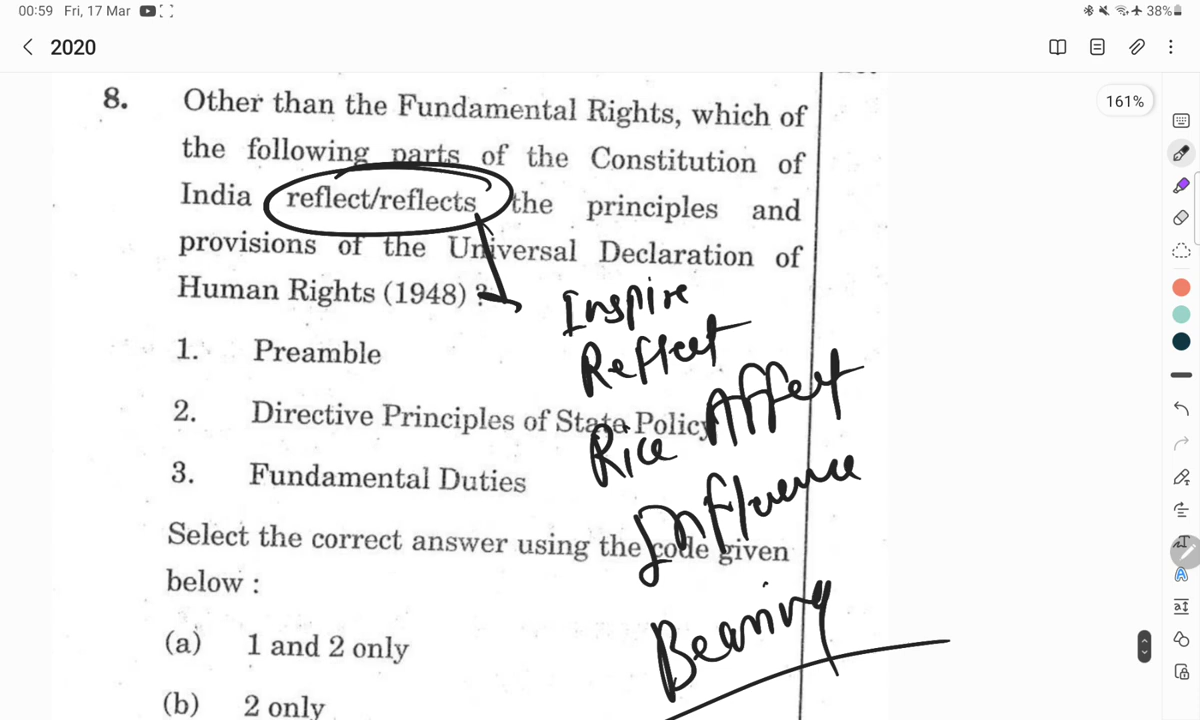 00:59 Fri, 17 Mar
38%
2020
161%
8. Other than the Fundamental Rights, which of
the following parts of the Constitution of
India reflect/reflects the principles and
provisions of the Universal Declaration of
Human Rights (1948) ?
Inspire
Reflect
1. Preamble
Affect
2. Directive Principles of State Policy
Rice
3. Fundamental Duties
Influence
Select the correct answer using the code given
below :
Bearing
(a) 1 and 2 only
(b) 2 only